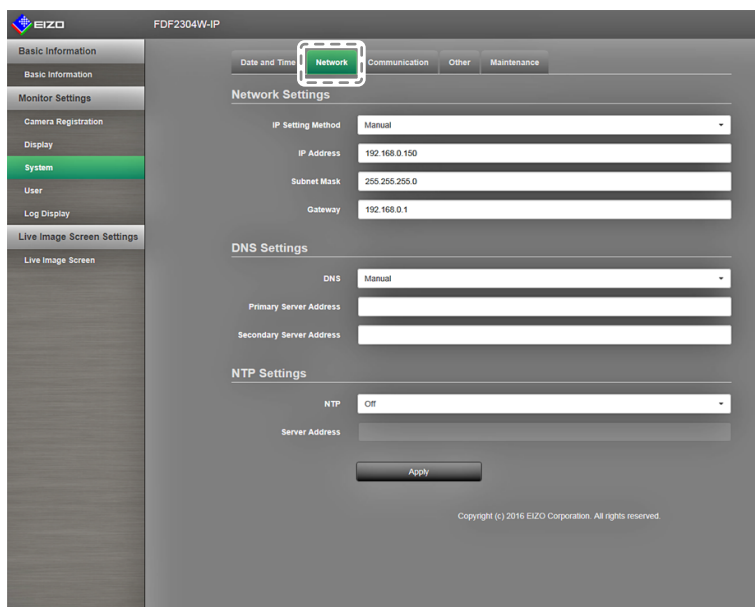 EIZO
FDF2304W-IP
Basic Information
Basic Information
Monitor Settings
Camera Registration
Display
System
User
Log Display
Live Image Screen Settings
Live Image Screen
Date and Time Network Communication Other Maintenance
Network Settings
IP Setting Method Manual
IP Address 192.168.0.150
Subnet Mask 255.255.255.0
Gateway 192.168.0.1
DNS Settings
DNS Manual
Primary Server Address
Secondary Server Address
NTP Settings
NTP Off
Server Address
Apply
Copyright (c) 2016 EIZO Corporation. All rights reserved.